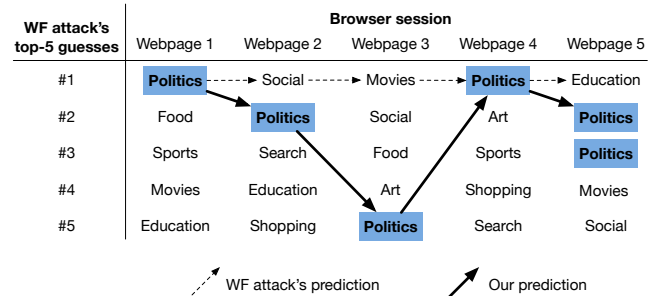 WF attack's top-5 guesses
Browser session
Webpage 1 Webpage 2 Webpage 3 Webpage 4 Webpage 5
#1 Politics Social Movies Politics Education
#2 Food Politics Social Art Politics
#3 Sports Search Food Sports Politics
#4 Movies Education Art Shopping Movies
#5 Education Shopping Politics Search Social
WF attack's prediction Our prediction